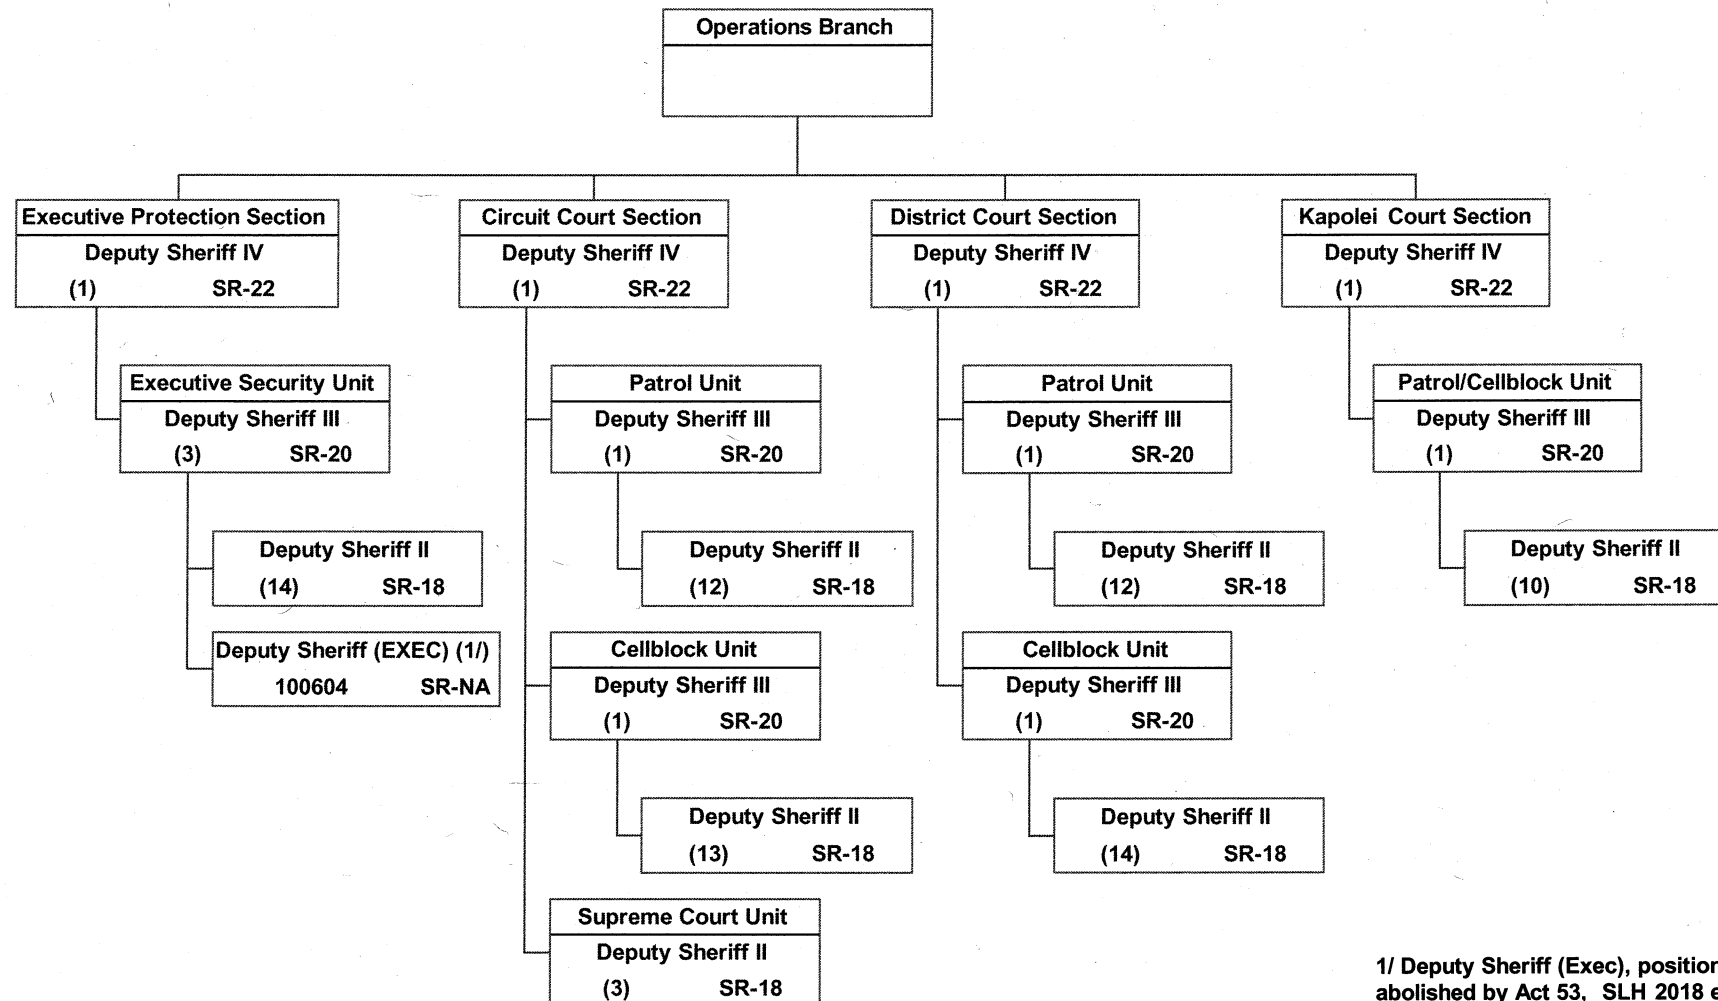 Operations Branch
Executive Protection Section
Deputy Sheriff IV
(1) SR-22
Executive Security Unit
Deputy Sheriff III
(3) SR-20
Deputy Sheriff II
(14) SR-18
Deputy Sheriff (EXEC) (1/)
100604 SR-NA
Circuit Court Section
Deputy Sheriff IV
(1) SR-22
Patrol Unit
Deputy Sheriff III
(1) SR-20
Deputy Sheriff II
(12) SR-18
Cellblock Unit
Deputy Sheriff III
(1) SR-20
Deputy Sheriff II
(13) SR-18
Supreme Court Unit
Deputy Sheriff II
(3) SR-18
District Court Section
Deputy Sheriff IV
(1) SR-22
Patrol Unit
Deputy Sheriff III
(1) SR-20
Deputy Sheriff II
(12) SR-18
Cellblock Unit
Deputy Sheriff III
(1) SR-20
Deputy Sheriff II
(14) SR-18
Kapolei Court Section
Deputy Sheriff IV
(1) SR-22
Patrol/Cellblock Unit
Deputy Sheriff III
(1) SR-20
Deputy Sheriff II
(10) SR-18
1/ Deputy Sheriff (Exec), position
abolished by Act 53, SLH 2018 e